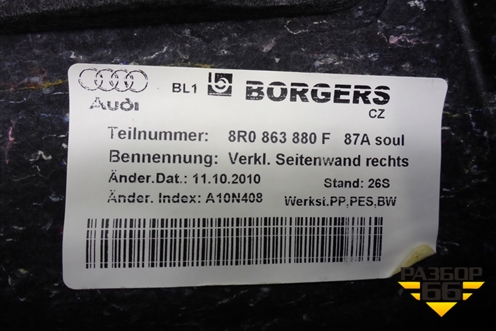 Audi BL1 b BORGERS
CZ
Teilnummer: 8R0 863 880 F 87A soul
Bennennung: Verkl. Seitenwand rechts
Änder.Dat.: 11.10.2010 Stand: 26S
Änder. Index: A10N408 Werkst.PP,PES,BW
РАЗБОР
66